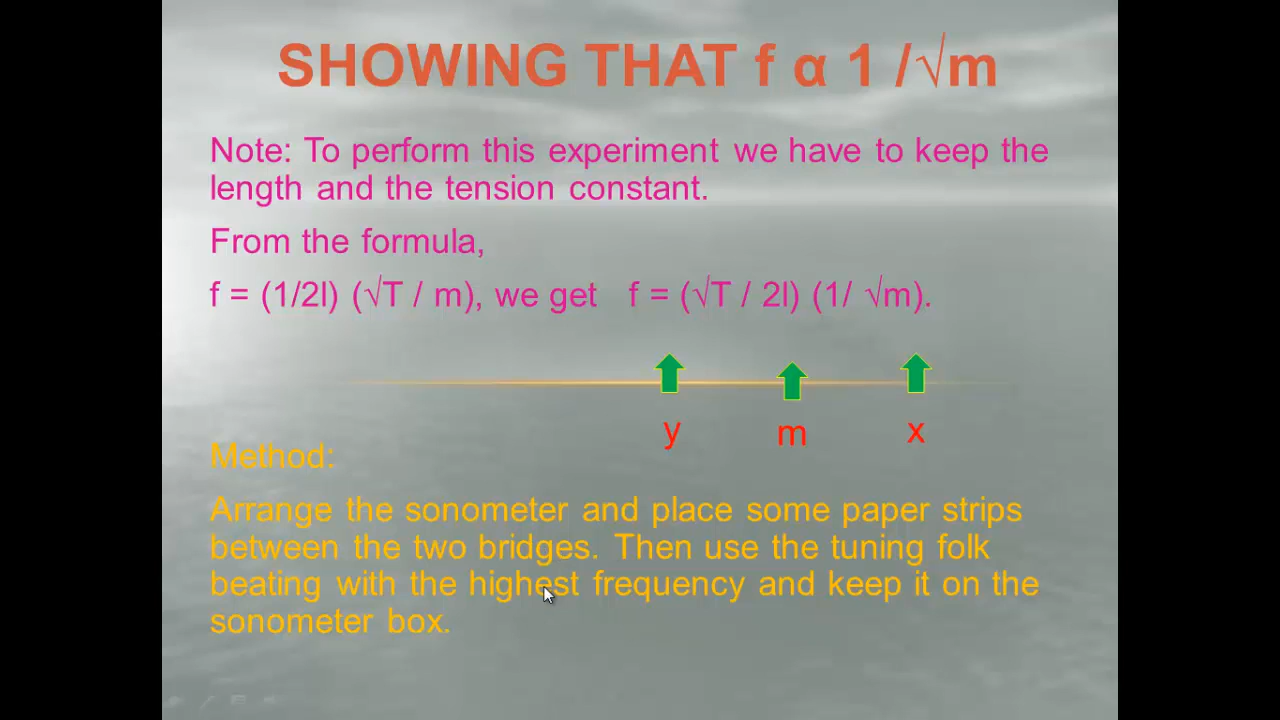 SHOWING THAT f α 1 /√m
Note: To perform this experiment we have to keep the
length and the tension constant.
From the formula,
f = (1/2l) (√T / m), we get f = (√T / 2l) (1/ √m).
y m x
Method:
Arrange the sonometer and place some paper strips
between the two bridges. Then use the tuning folk
beating with the highest frequency and keep it on the
sonometer box.